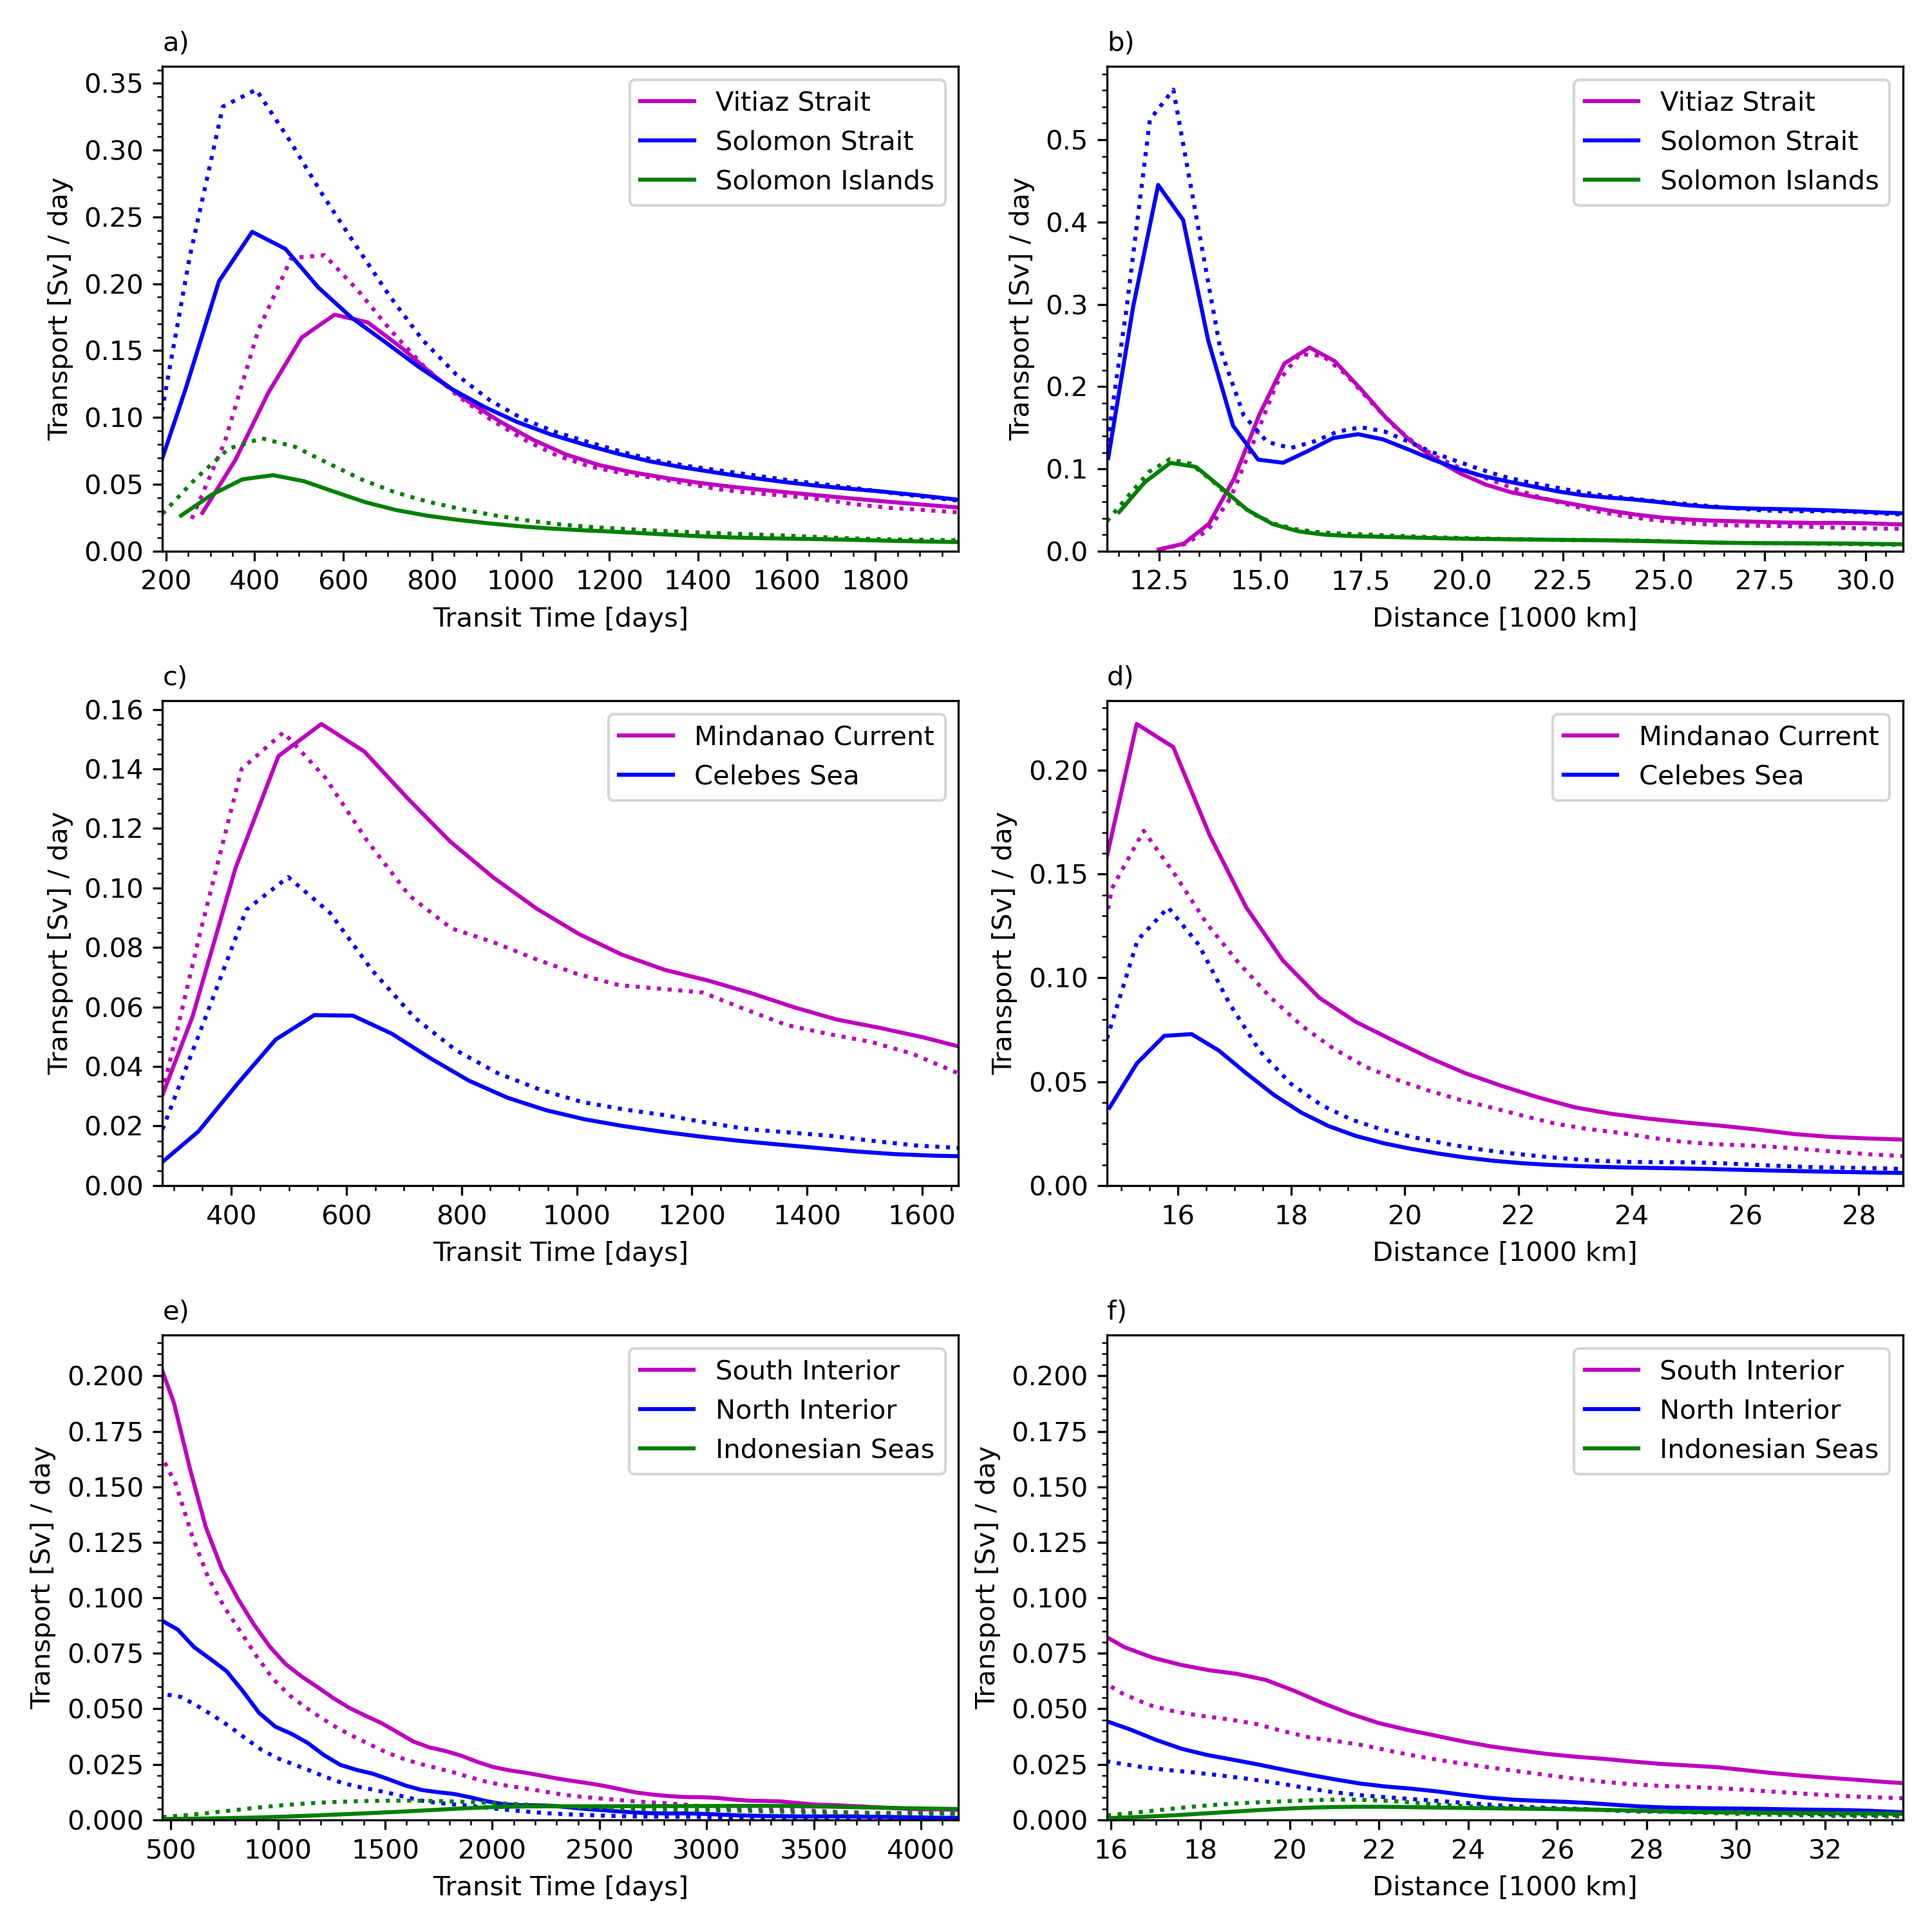 a)
0.35
0.30
0.25
0.20
0.15
0.10
0.05
0.00
Transport [Sv] / day
200 400 600 800 1000 1200 1400 1600 1800
Transit Time [days]
Vitiaz Strait
Solomon Strait
Solomon Islands
b)
0.5
0.4
0.3
0.2
0.1
0.0
Transport [Sv] / day
12.5 15.0 17.5 20.0 22.5 25.0 27.5 30.0
Distance [1000 km]
Vitiaz Strait
Solomon Strait
Solomon Islands
c)
0.16
0.14
0.12
0.10
0.08
0.06
0.04
0.02
0.00
Transport [Sv] / day
400 600 800 1000 1200 1400 1600
Transit Time [days]
Mindanao Current
Celebes Sea
d)
0.20
0.15
0.10
0.05
0.00
Transport [Sv] / day
16 18 20 22 24 26 28
Distance [1000 km]
Mindanao Current
Celebes Sea
e)
0.200
0.175
0.150
0.125
0.100
0.075
0.050
0.025
0.000
Transport [Sv] / day
500 1000 1500 2000 2500 3000 3500 4000
Transit Time [days]
South Interior
North Interior
Indonesian Seas
f)
0.200
0.175
0.150
0.125
0.100
0.075
0.050
0.025
0.000
Transport [Sv] / day
16 18 20 22 24 26 28 30 32
Distance [1000 km]
South Interior
North Interior
Indonesian Seas